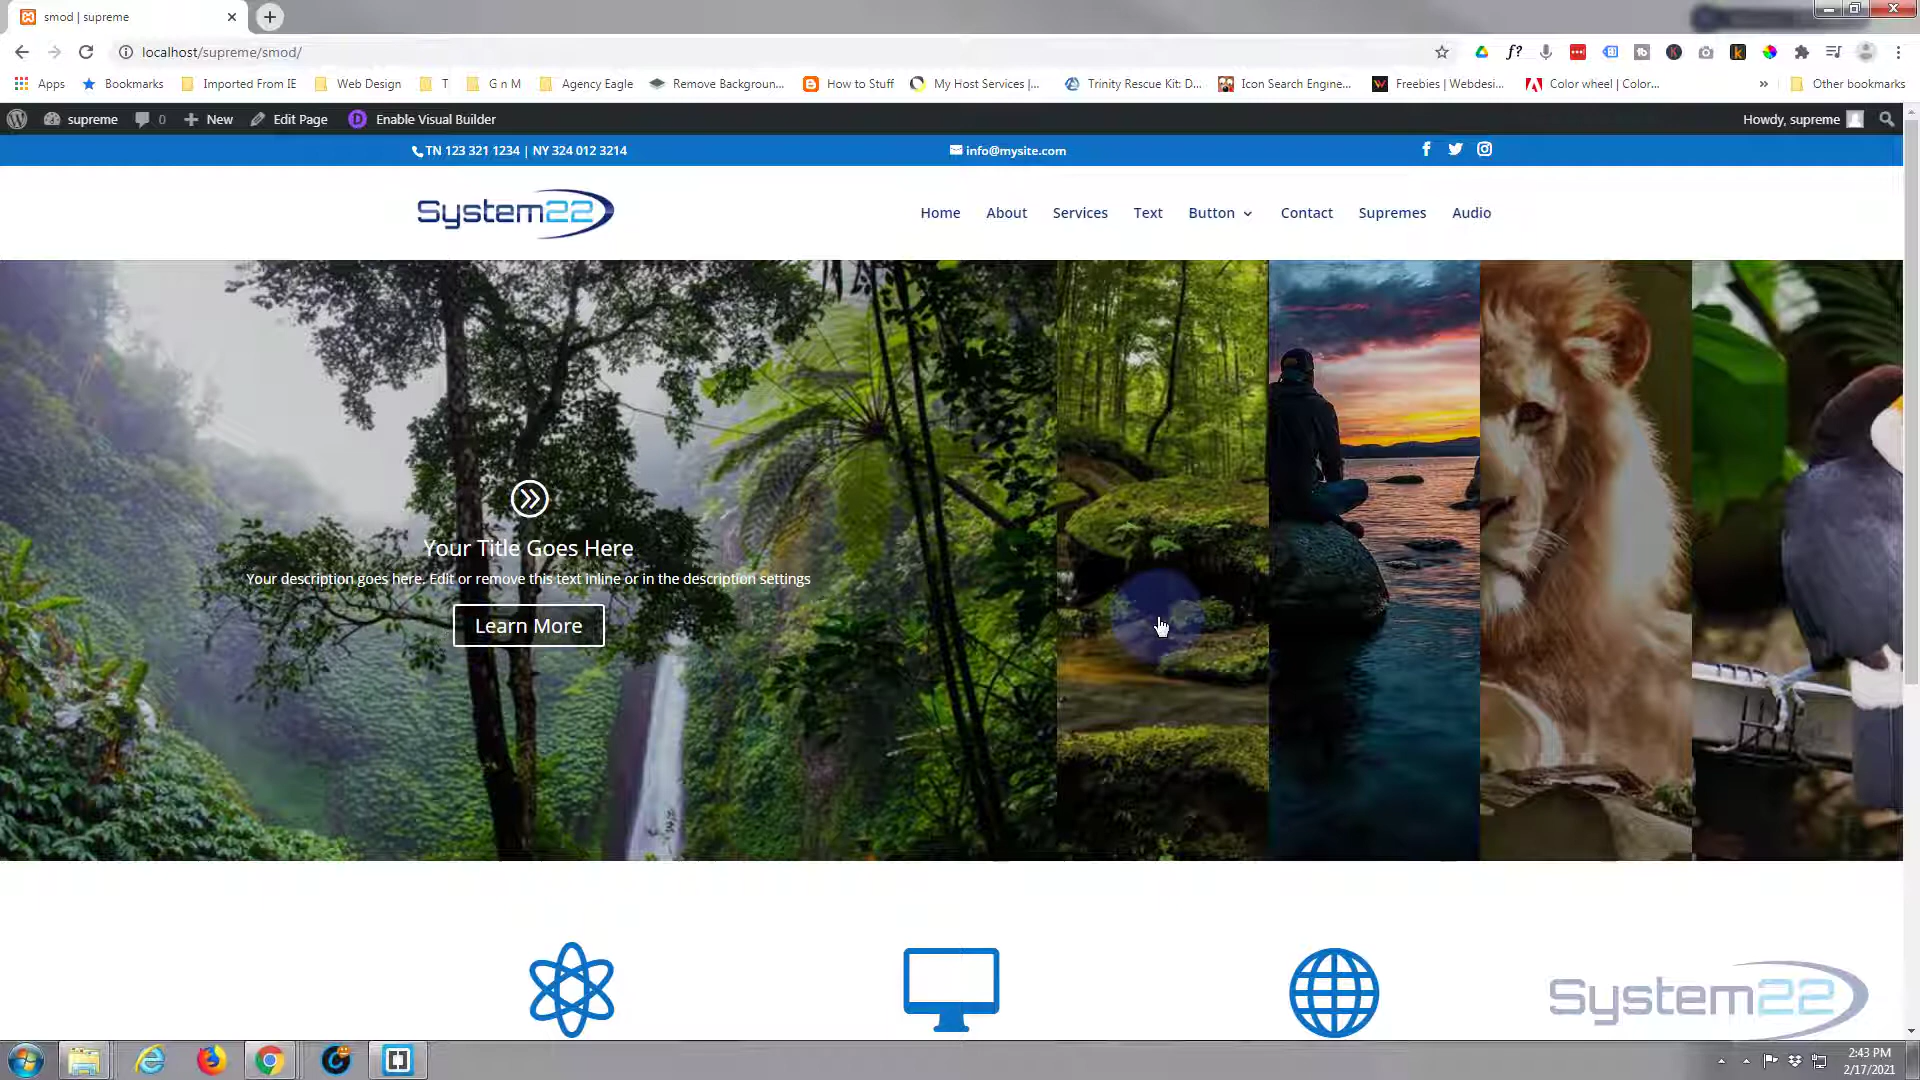 smod | supreme
localhost/supreme/smod/
Apps Bookmarks Imported From IE Web Design T G n M Agency Eagle Remove Backgroun... How to Stuff My Host Services |... Trinity Rescue Kit: D... Icon Search Engine... Freebies | Webdesi... Color wheel | Color... » Other bookmarks
supreme 0 New Edit Page Enable Visual Builder Howdy, supreme
TN 123 321 1234 | NY 324 012 3214 info@mysite.com
System22 Home About Services Text Button Contact Supremes Audio
Your Title Goes Here
Your description goes here. Edit or remove this text inline or in the description settings
Learn More
System22
2:43 PM
2/17/2021